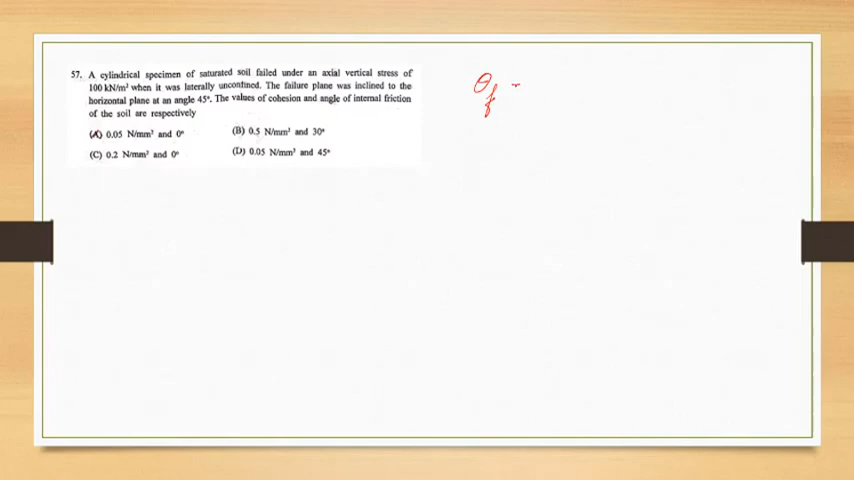 57. A cylindrical specimen of saturated soil failed under an axial vertical stress of
100 kN/m² when it was laterally unconfined. The failure plane was inclined to the
horizontal plane at an angle 45°. The values of cohesion and angle of internal friction
of the soil are respectively
(A) 0.05 N/mm² and 0°
(B) 0.5 N/mm² and 30°
(C) 0.2 N/mm² and 0°
(D) 0.05 N/mm² and 45°
θf